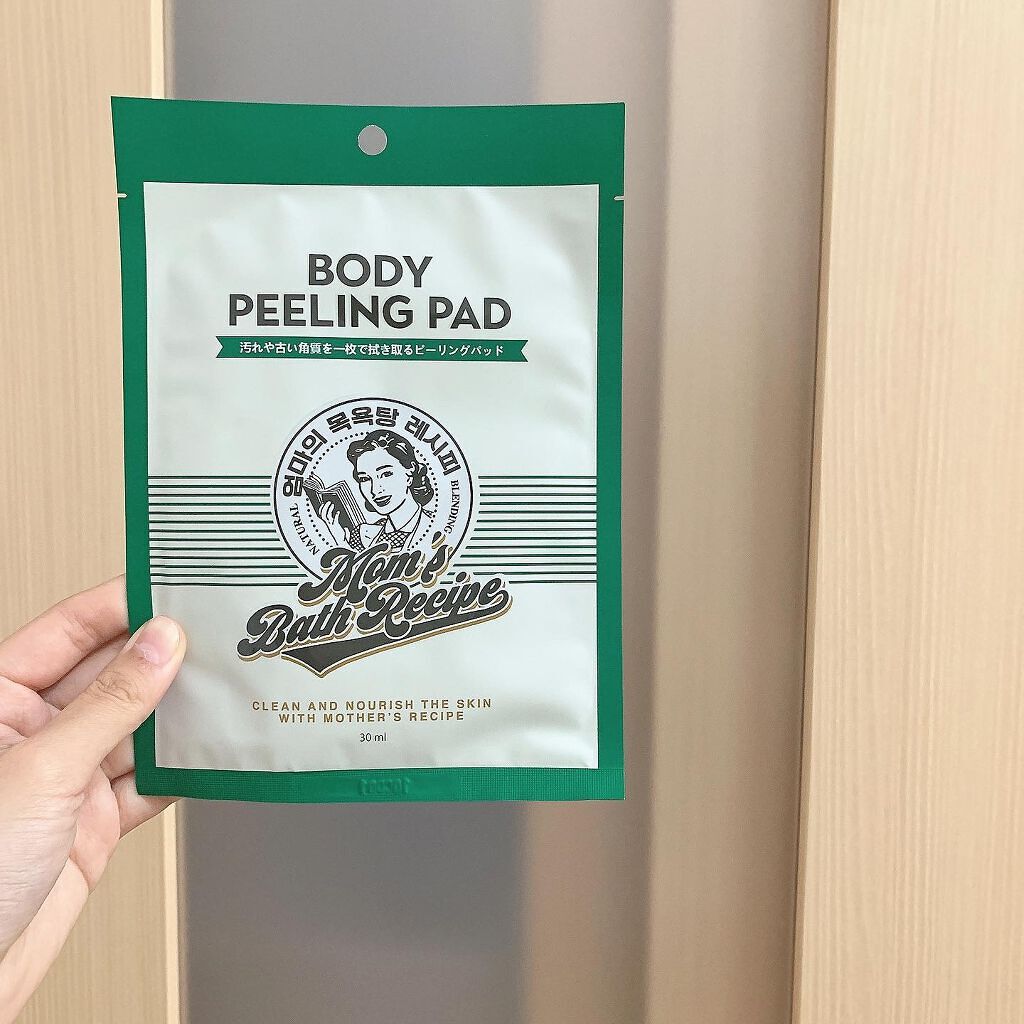 BODY
PEELING PAD
汚れや古い角質を一枚で拭き取るピーリングパッド
엄마의 목욕탕 레시피
NATURAL
BLENDING
Mom's
Bath Recipe
CLEAN AND NOURISH THE SKIN
WITH MOTHER'S RECIPE
30 ml